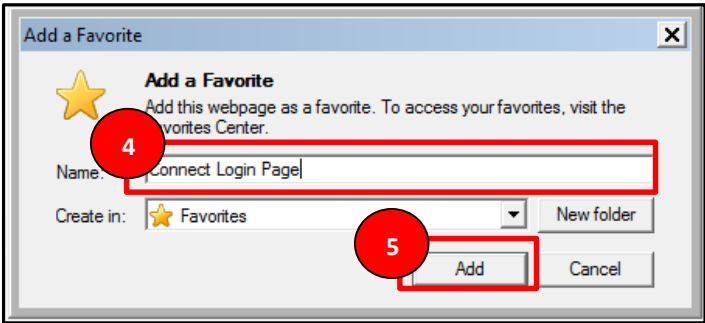 Add a Favorite
Add a Favorite
Add this webpage as a favorite. To access your favorites, visit the
Favorites Center.
4
Name: Connect Login Page
Create in: Favorites New folder
5
Add Cancel